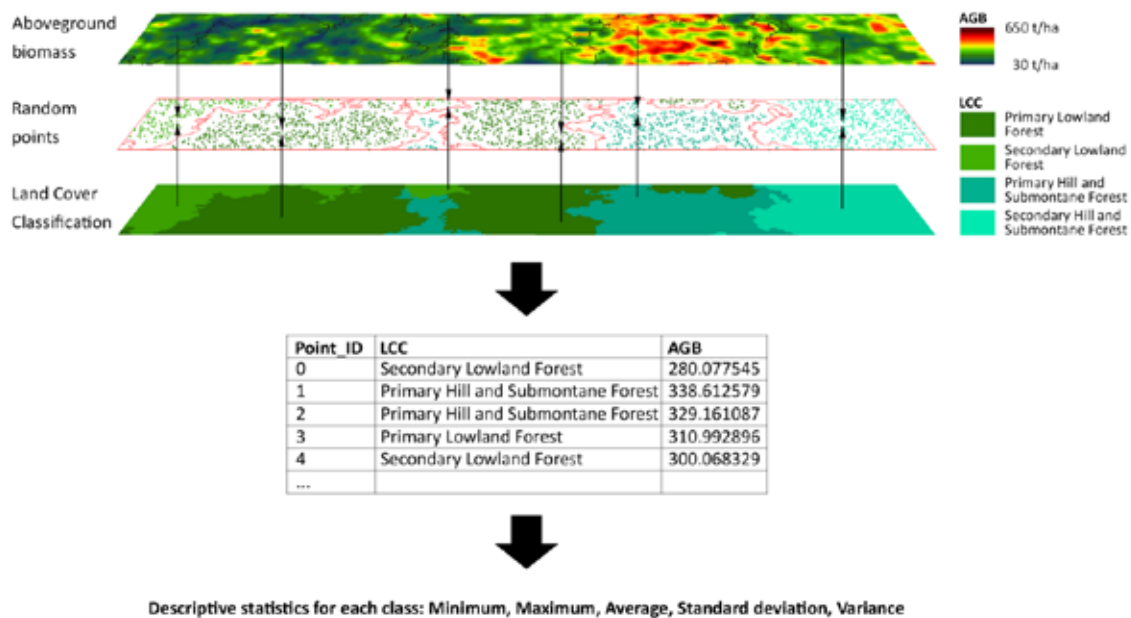 Aboveground
biomass
AGB
650 t/ha
30 t/ha
Random
points
LCC
Primary Lowland
Forest
Secondary Lowland
Forest
Primary Hill and
Submontane Forest
Secondary Hill and
Submontane Forest
Land Cover
Classification
Point_ID LCC AGB
0 Secondary Lowland Forest 280.077545
1 Primary Hill and Submontane Forest 338.612579
2 Primary Hill and Submontane Forest 329.161087
3 Primary Lowland Forest 310.992896
4 Secondary Lowland Forest 300.068329
...
Descriptive statistics for each class: Minimum, Maximum, Average, Standard deviation, Variance